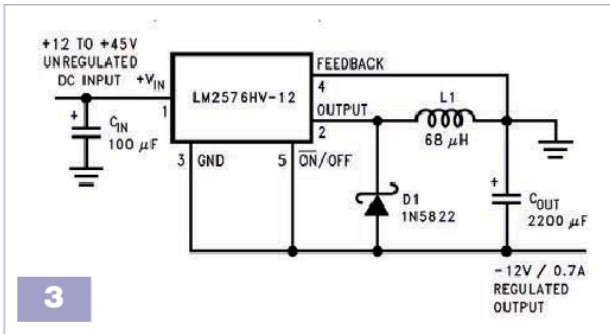 +12 TO +45V
UNREGULATED
DC INPUT
+VIN
1
CIN
100 μF
LM2576HV-12
FEEDBACK
4
OUTPUT
2
L1
68 μH
3 GND
5 ON/OFF
D1
1N5822
COUT
2200 μF
-12V / 0.7A
REGULATED
OUTPUT
+
+
3